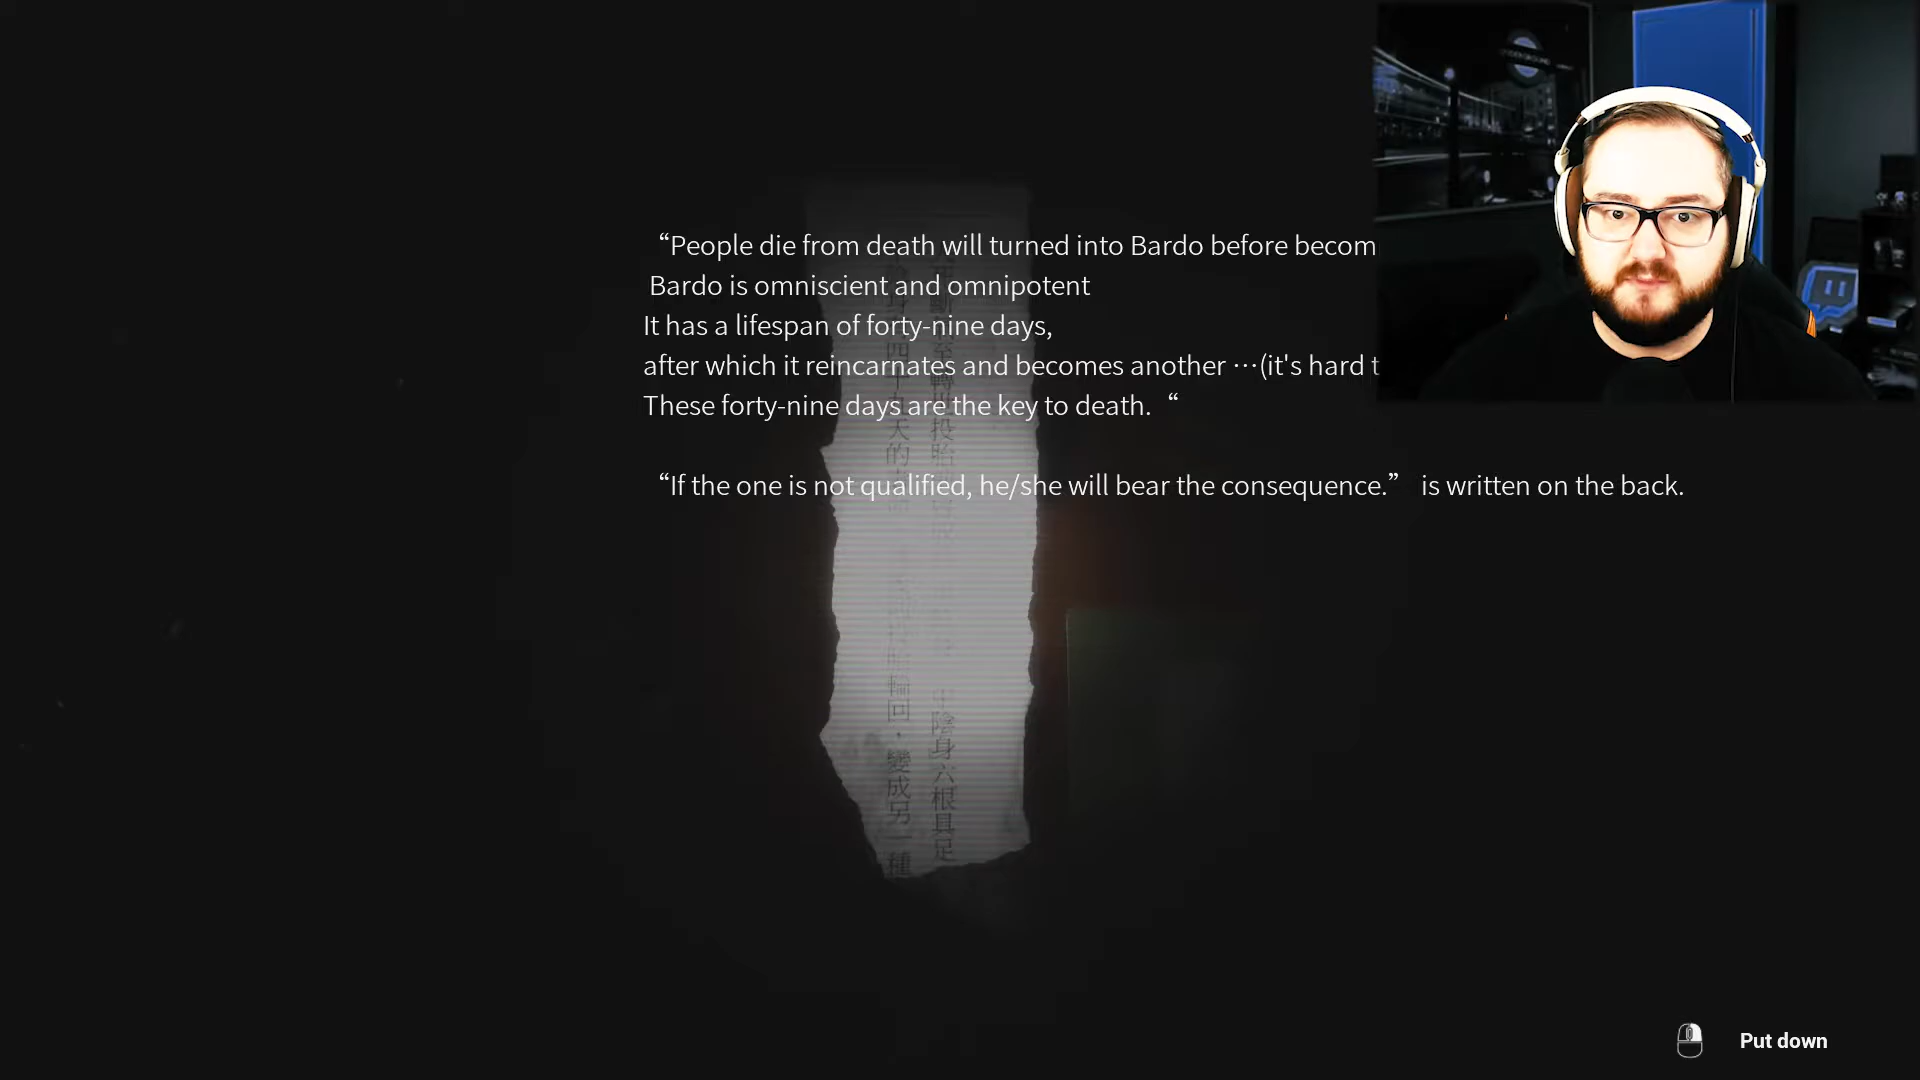 “People die from death will turned into Bardo before becom
Bardo is omniscient and omnipotent
It has a lifespan of forty-nine days,
after which it reincarnates and becomes another ⋯(it's hard t
These forty-nine days are the key to death. “
“If the one is not qualified, he/she will bear the consequence.” is written on the back.
陰身六根具足
輪回，變成另一種
Put down